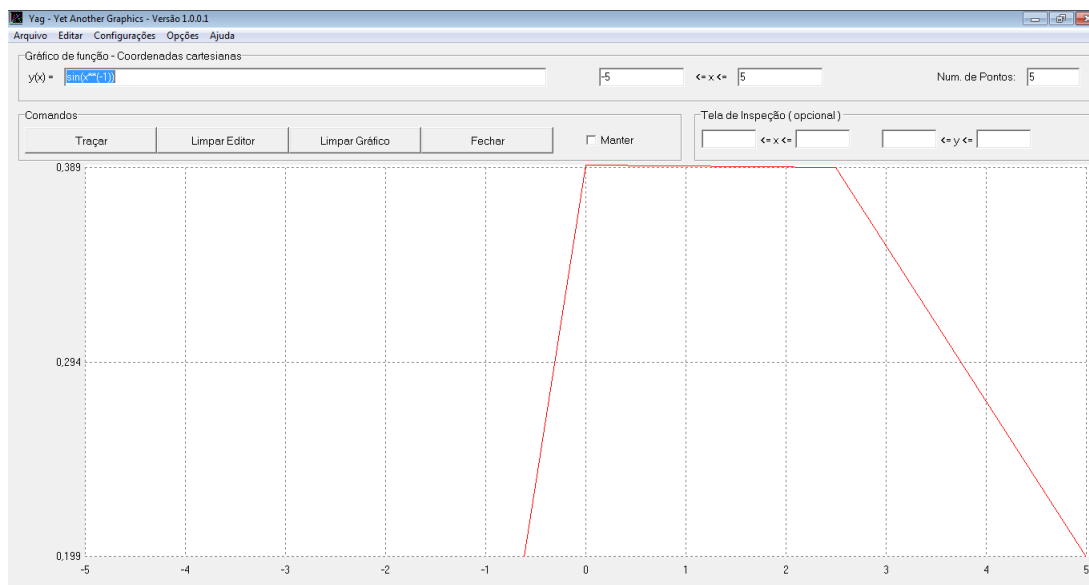 Yag - Yet Another Graphics - Versão 1.0.0.1
Arquivo Editar Configurações Opções Ajuda
Gráfico de função - Coordenadas cartesianas
y(x) = sin(x**(-1)) -5 <= x <= 5 Num. de Pontos: 5
Comandos Tela de Inspeção ( opcional )
Traçar Limpar Editor Limpar Gráfico Fechar Manter <= x <= <= y <=
0,389
0,294
0,199
-5 -4 -3 -2 -1 0 1 2 3 4 5